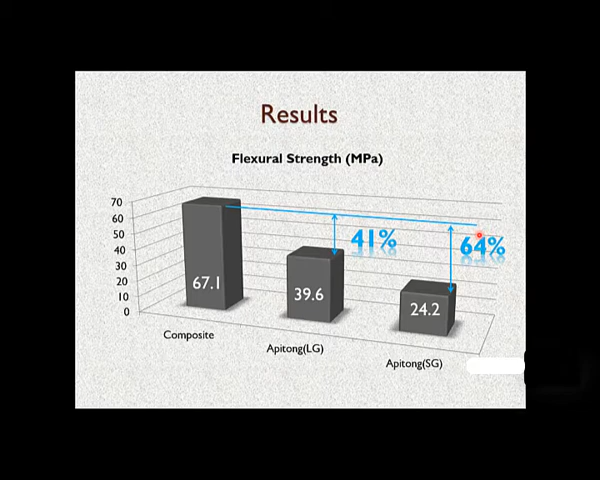 Results
Flexural Strength (MPa)
70
60
50
40
30
20
10
0
67.1
39.6
24.2
41%
64%
Composite
Apitong(LG)
Apitong(SG)